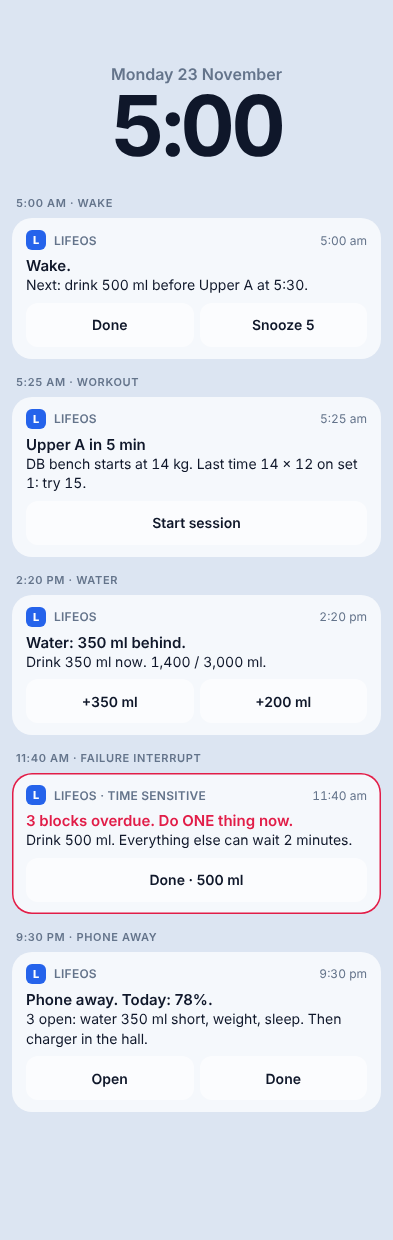 Monday 23 November
5:00
5:00 AM · WAKE
L LIFEOS 5:00 am
Wake.
Next: drink 500 ml before Upper A at 5:30.
Done Snooze 5
5:25 AM · WORKOUT
L LIFEOS 5:25 am
Upper A in 5 min
DB bench starts at 14 kg. Last time 14 × 12 on set
1: try 15.
Start session
2:20 PM · WATER
L LIFEOS 2:20 pm
Water: 350 ml behind.
Drink 350 ml now. 1,400 / 3,000 ml.
+350 ml +200 ml
11:40 AM · FAILURE INTERRUPT
L LIFEOS · TIME SENSITIVE 11:40 am
3 blocks overdue. Do ONE thing now.
Drink 500 ml. Everything else can wait 2 minutes.
Done · 500 ml
9:30 PM · PHONE AWAY
L LIFEOS 9:30 pm
Phone away. Today: 78%.
3 open: water 350 ml short, weight, sleep. Then
charger in the hall.
Open Done